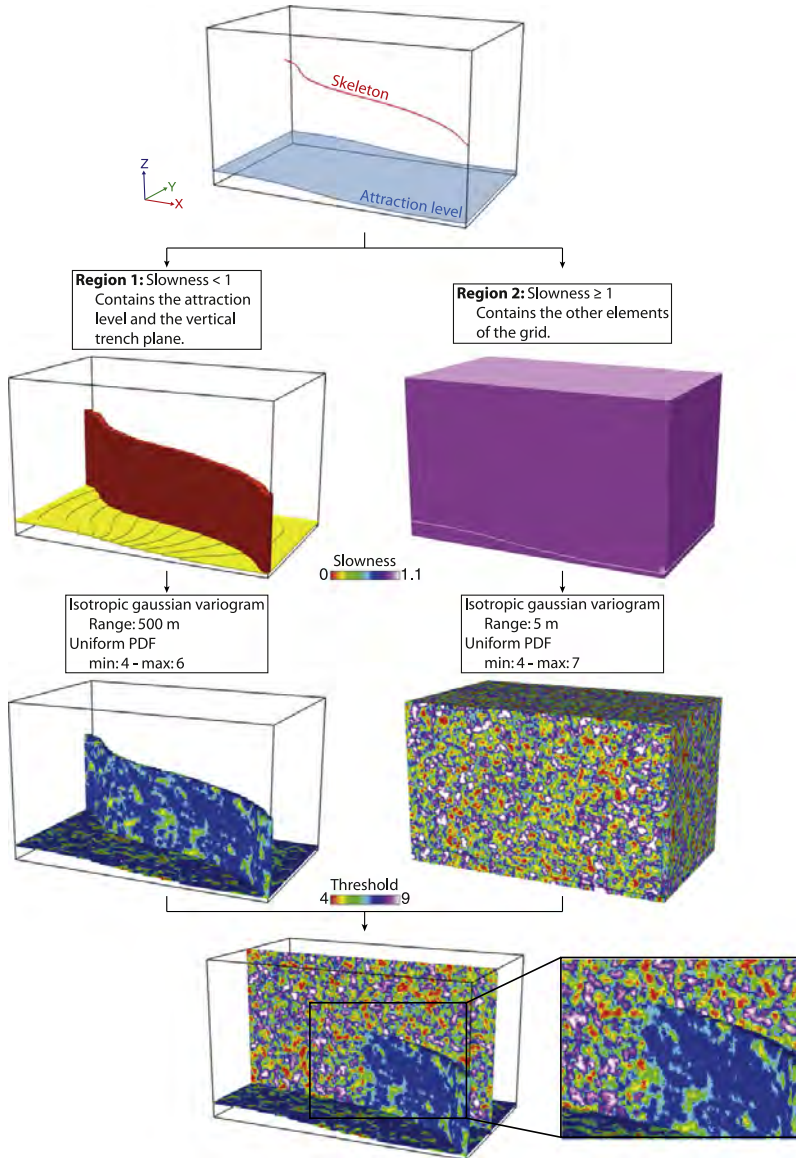 Skeleton
Z
Y
X
Attraction level
Region 1: Slowness < 1
Contains the attraction
level and the vertical
trench plane.
Region 2: Slowness ≥ 1
Contains the other elements
of the grid.
Slowness
0 1.1
Isotropic gaussian variogram
Range: 500 m
Uniform PDF
min: 4 – max: 6
Isotropic gaussian variogram
Range: 5 m
Uniform PDF
min: 4 – max: 7
Threshold
4 9